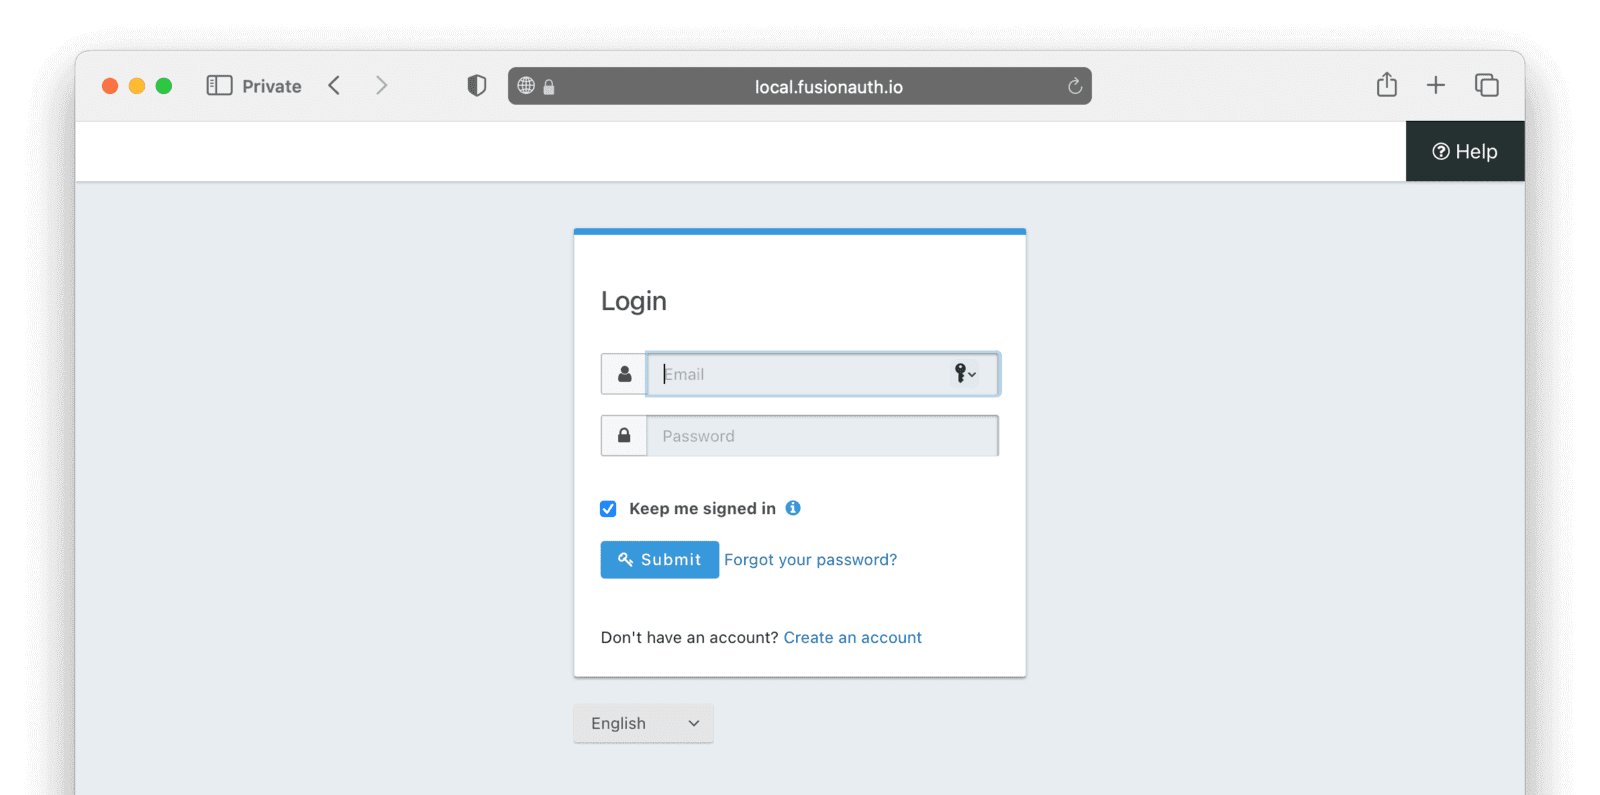 Private
local.fusionauth.io
Help
Login
Email
Password
Keep me signed in
Submit Forgot your password?
Don't have an account? Create an account
English